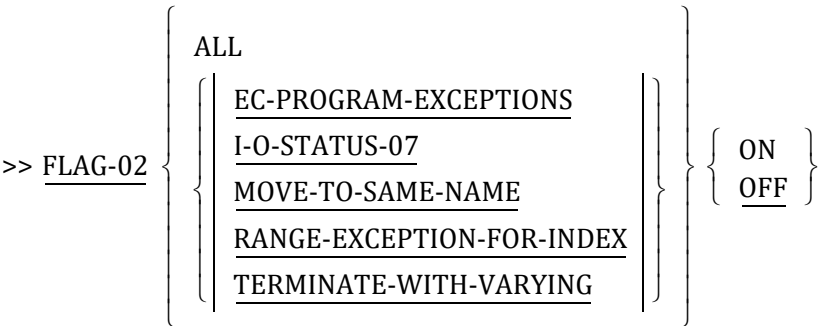 ALL
EC-PROGRAM-EXCEPTIONS
I-O-STATUS-07
>> FLAG-02 MOVE-TO-SAME-NAME ON
OFF
RANGE-EXCEPTION-FOR-INDEX
TERMINATE-WITH-VARYING